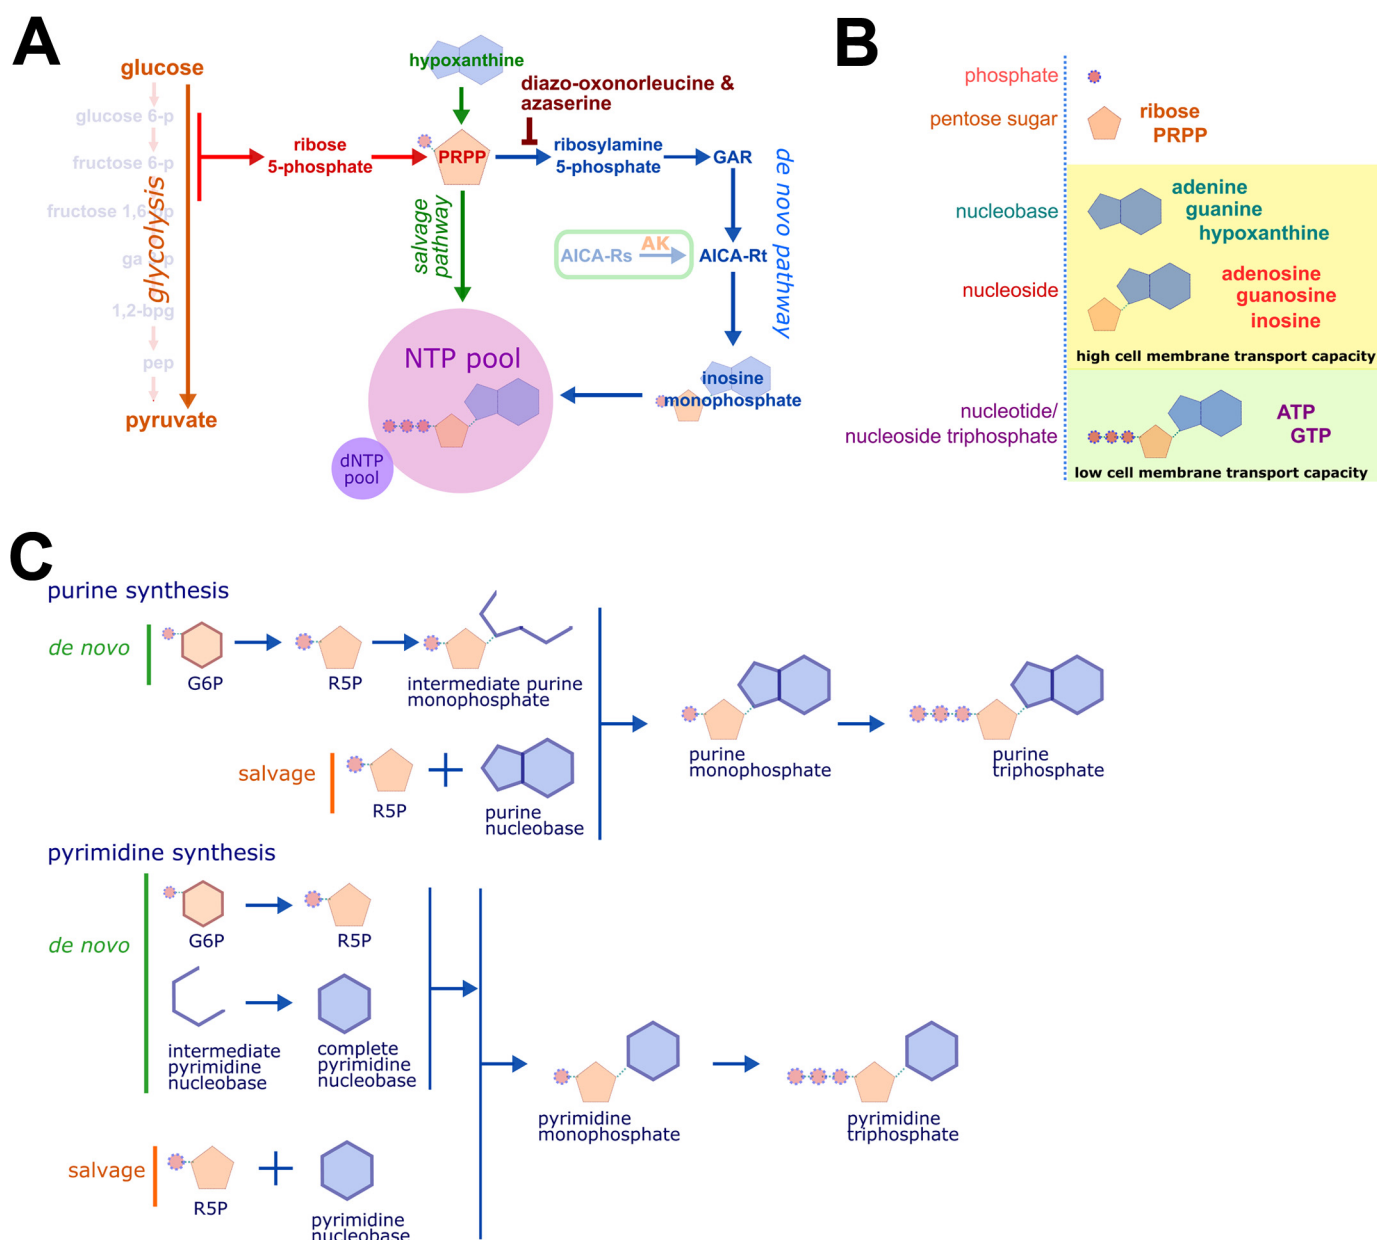 A
glucose
glucose 6-p
fructose 6-p
fructose 1,6
pep
1,2-bpg
glycolysis
pyruvate
ribose
5-phosphate
hypoxanthine
PRPP
diazo-oxonorleucine &
azaserine
ribosylamine
5-phosphate
GAR
de novo pathway
salvage
pathway
AICA-Rs
AK
AICA-Rt
NTP pool
dNTP
pool
inosine
monophosphate
B
phosphate
pentose sugar
ribose
PRPP
nucleobase
adenine
guanine
hypoxanthine
nucleoside
adenosine
guanosine
inosine
high cell membrane transport capacity
nucleotide/
nucleoside triphosphate
ATP
GTP
low cell membrane transport capacity
C
purine synthesis
de novo
G6P
R5P
intermediate purine
monophosphate
salvage
R5P
purine
nucleobase
purine
monophosphate
purine
triphosphate
pyrimidine synthesis
de novo
G6P
R5P
intermediate
pyrimidine
nucleobase
complete
pyrimidine
nucleobase
salvage
R5P
pyrimidine
nucleobase
pyrimidine
monophosphate
pyrimidine
triphosphate